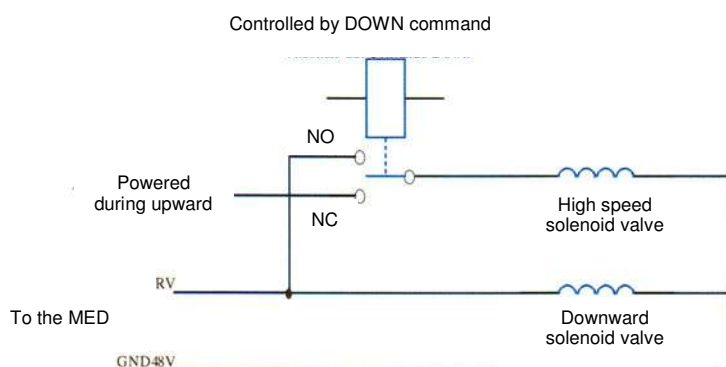 Controlled by DOWN command
NO
Powered
during upward
NC
High speed
solenoid valve
RV
To the MED
Downward
solenoid valve
GND48V